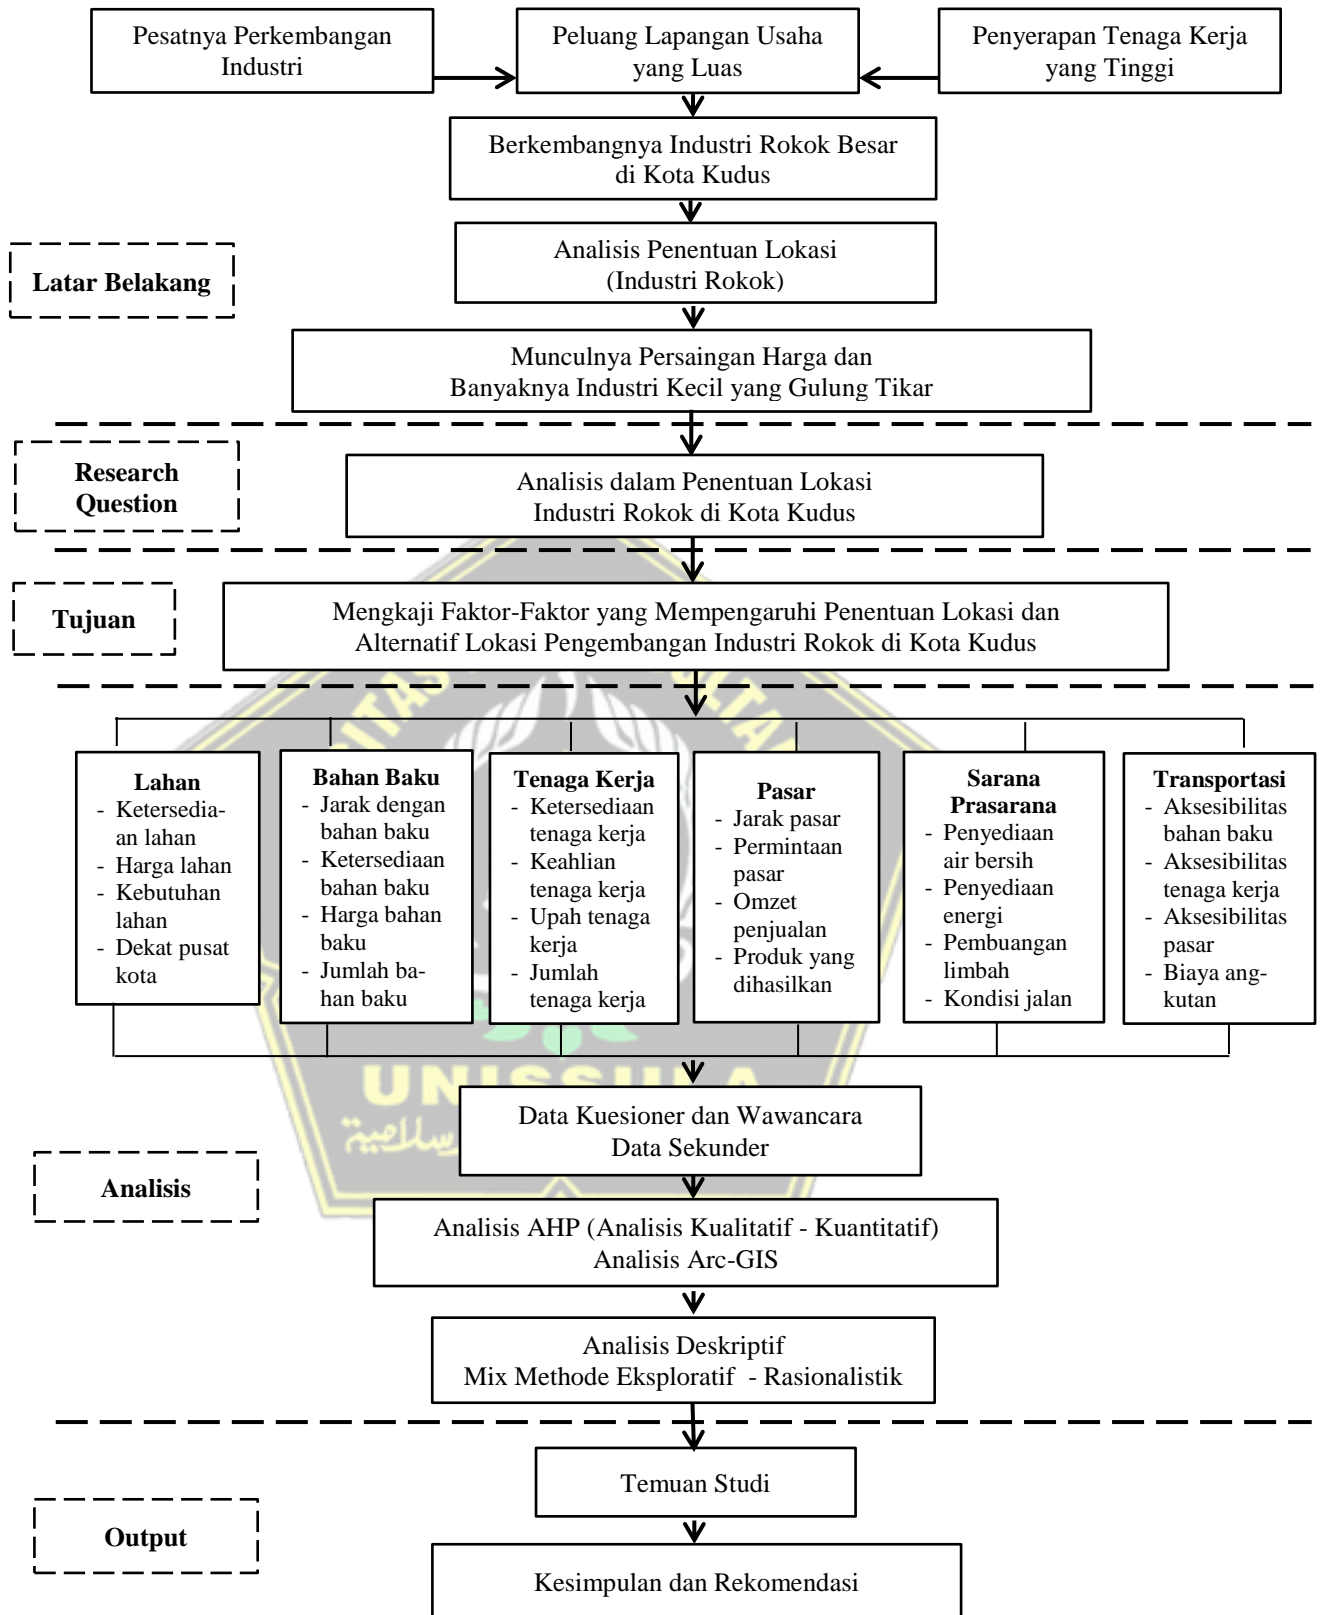 Pesatnya Perkembangan
Industri
Peluang Lapangan Usaha
yang Luas
Penyerapan Tenaga Kerja
yang Tinggi
Berkembangnya Industri Rokok Besar
di Kota Kudus
Analisis Penentuan Lokasi
(Industri Rokok)
Latar Belakang
Munculnya Persaingan Harga dan
Banyaknya Industri Kecil yang Gulung Tikar
Research
Question
Analisis dalam Penentuan Lokasi
Industri Rokok di Kota Kudus
Tujuan
Mengkaji Faktor-Faktor yang Mempengaruhi Penentuan Lokasi dan
Alternatif Lokasi Pengembangan Industri Rokok di Kota Kudus
Lahan
- Ketersedia-
an lahan
- Harga lahan
- Kebutuhan
lahan
- Dekat pusat
kota
Bahan Baku
- Jarak dengan
bahan baku
- Ketersediaan
bahan baku
- Harga bahan
baku
- Jumlah ba-
han baku
Tenaga Kerja
- Ketersediaan
tenaga kerja
- Keahlian
tenaga kerja
- Upah tenaga
kerja
- Jumlah
tenaga kerja
Pasar
- Jarak pasar
- Permintaan
pasar
- Omzet
penjualan
- Produk yang
dihasilkan
Sarana
Prasarana
- Penyediaan
air bersih
- Penyediaan
energi
- Pembuangan
limbah
- Kondisi jalan
Transportasi
- Aksesibilitas
bahan baku
- Aksesibilitas
tenaga kerja
- Aksesibilitas
pasar
- Biaya ang-
kutan
UNISSULA
Data Kuesioner dan Wawancara
Data Sekunder
Analisis
Analisis AHP (Analisis Kualitatif - Kuantitatif)
Analisis Arc-GIS
Analisis Deskriptif
Mix Methode Eksploratif - Rasionalistik
Temuan Studi
Output
Kesimpulan dan Rekomendasi